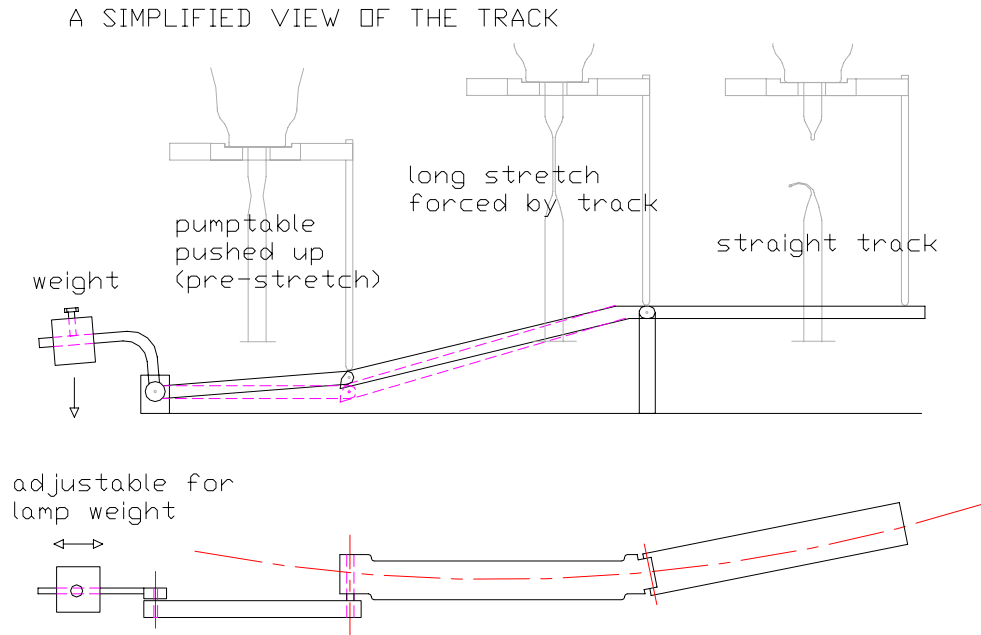 A SIMPLIFIED VIEW OF THE TRACK
long stretch
forced by track
pumptable
pushed up
(pre-stretch)
straight track
weight
adjustable for
lamp weight